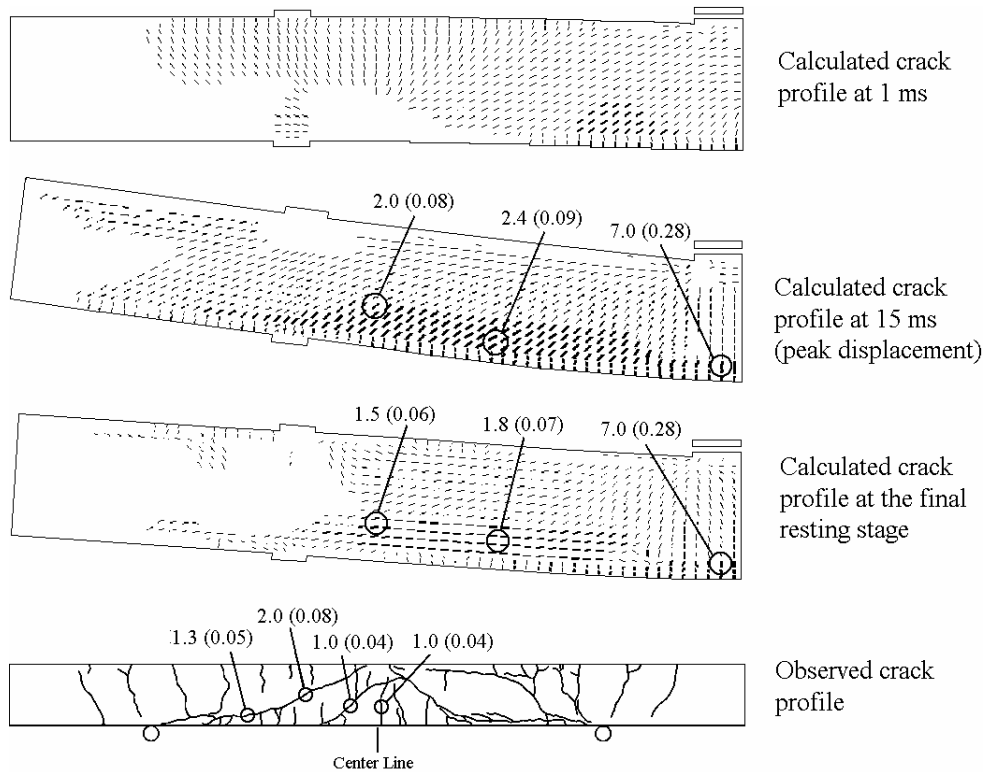 Calculated crack
profile at 1 ms
2.0 (0.08)
2.4 (0.09)
7.0 (0.28)
Calculated crack
profile at 15 ms
(peak displacement)
1.5 (0.06)
1.8 (0.07)
7.0 (0.28)
Calculated crack
profile at the final
resting stage
1.3 (0.05)
2.0 (0.08)
1.0 (0.04)
1.0 (0.04)
Observed crack
profile
Center Line